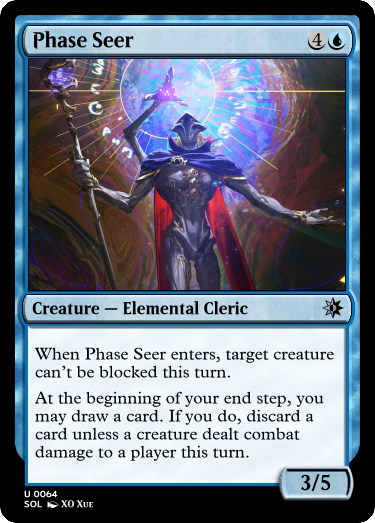 Phase Seer 4
Creature — Elemental Cleric
When Phase Seer enters, target creature
can't be blocked this turn.
At the beginning of your end step, you
may draw a card. If you do, discard a
card unless a creature dealt combat
damage to a player this turn.
3/5
U 0064
SOL XO XUE